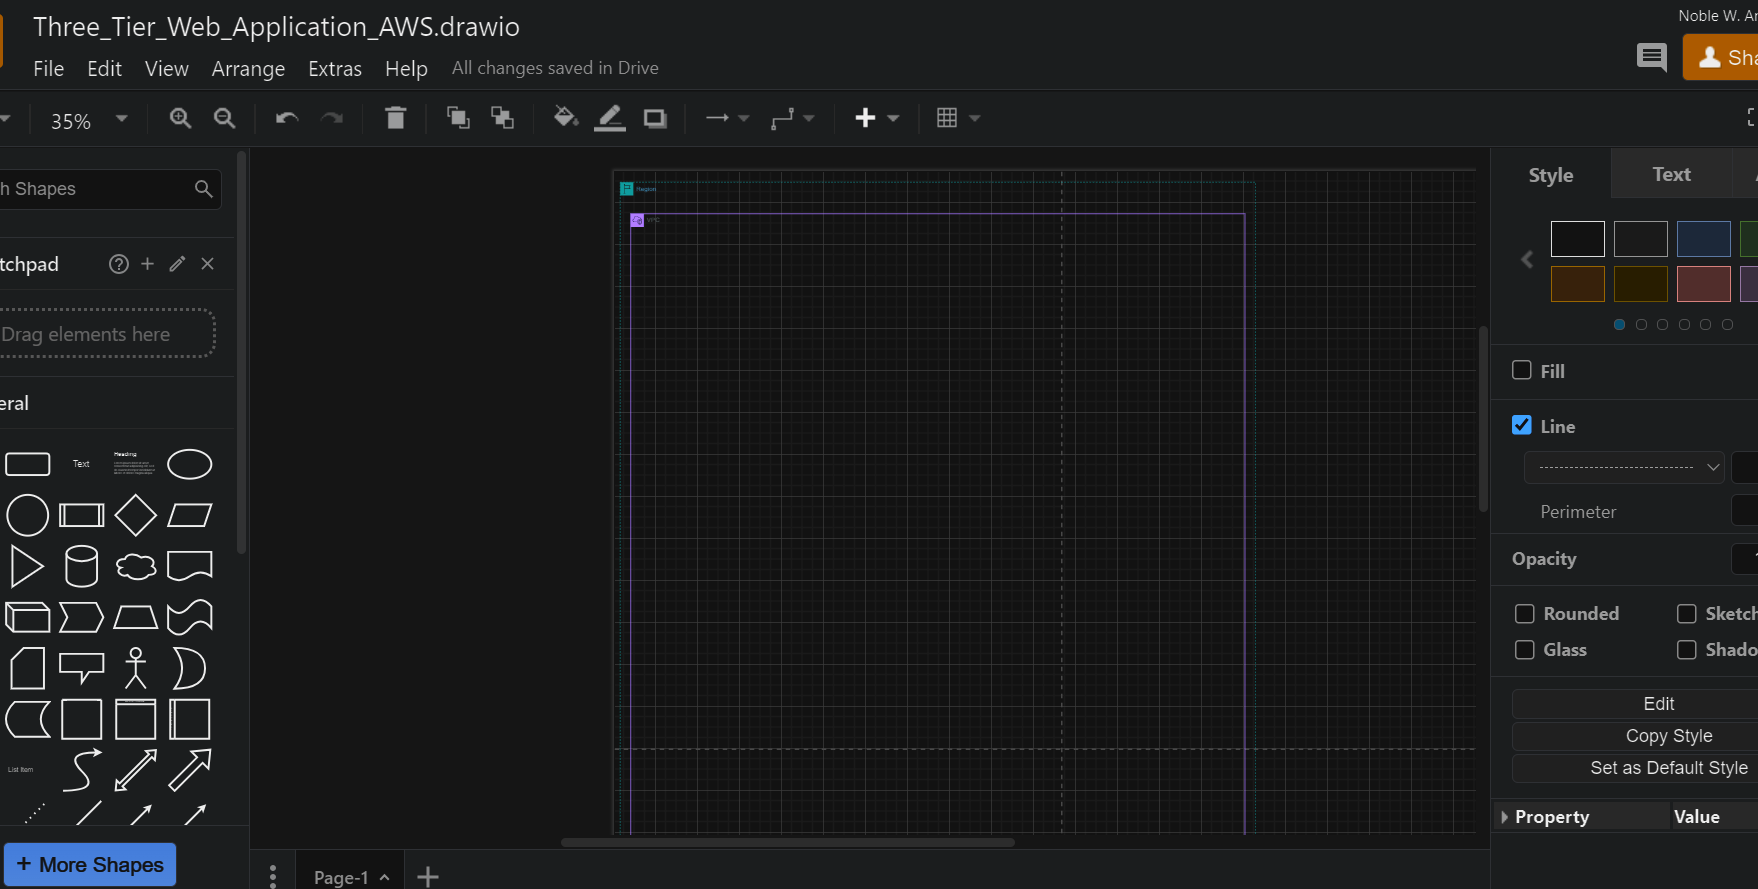 Three_Tier_Web_Application_AWS.drawio
Noble W. Ar
File Edit View Arrange Extras Help All changes saved in Drive
Sha
35%
h Shapes
tchpad
Drag elements here
eral
Text
Heading
List Item
+ More Shapes
Region
VPC
Page-1
Style Text
Fill
Line
Perimeter
Opacity
Rounded Sketch
Glass Shado
Edit
Copy Style
Set as Default Style
Property Value